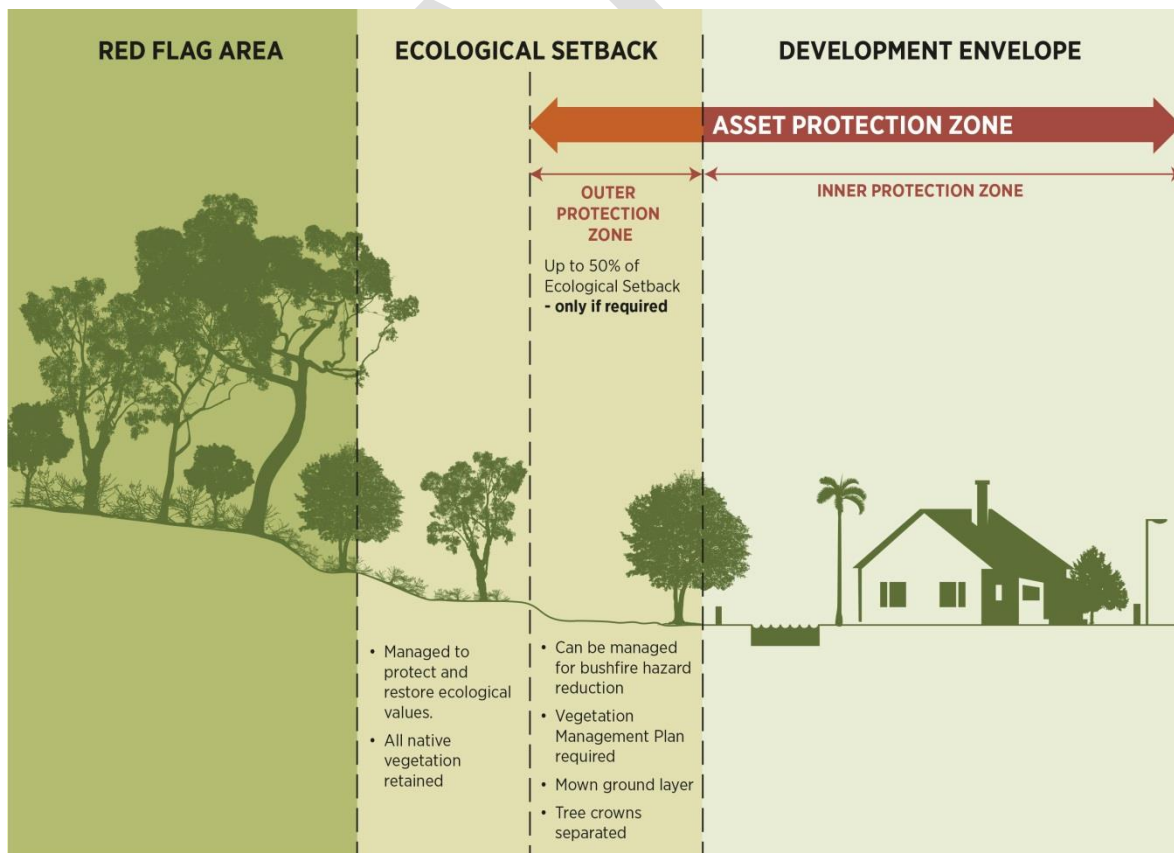 RED FLAG AREA
ECOLOGICAL SETBACK
DEVELOPMENT ENVELOPE
ASSET PROTECTION ZONE
OUTER
PROTECTION
ZONE
INNER PROTECTION ZONE
Up to 50% of
Ecological Setback
- only if required
• Managed to
protect and
restore ecological
values.
• All native
vegetation
retained
• Can be managed
for bushfire hazard
reduction
• Vegetation
Management Plan
required
• Mown ground layer
• Tree crowns
separated